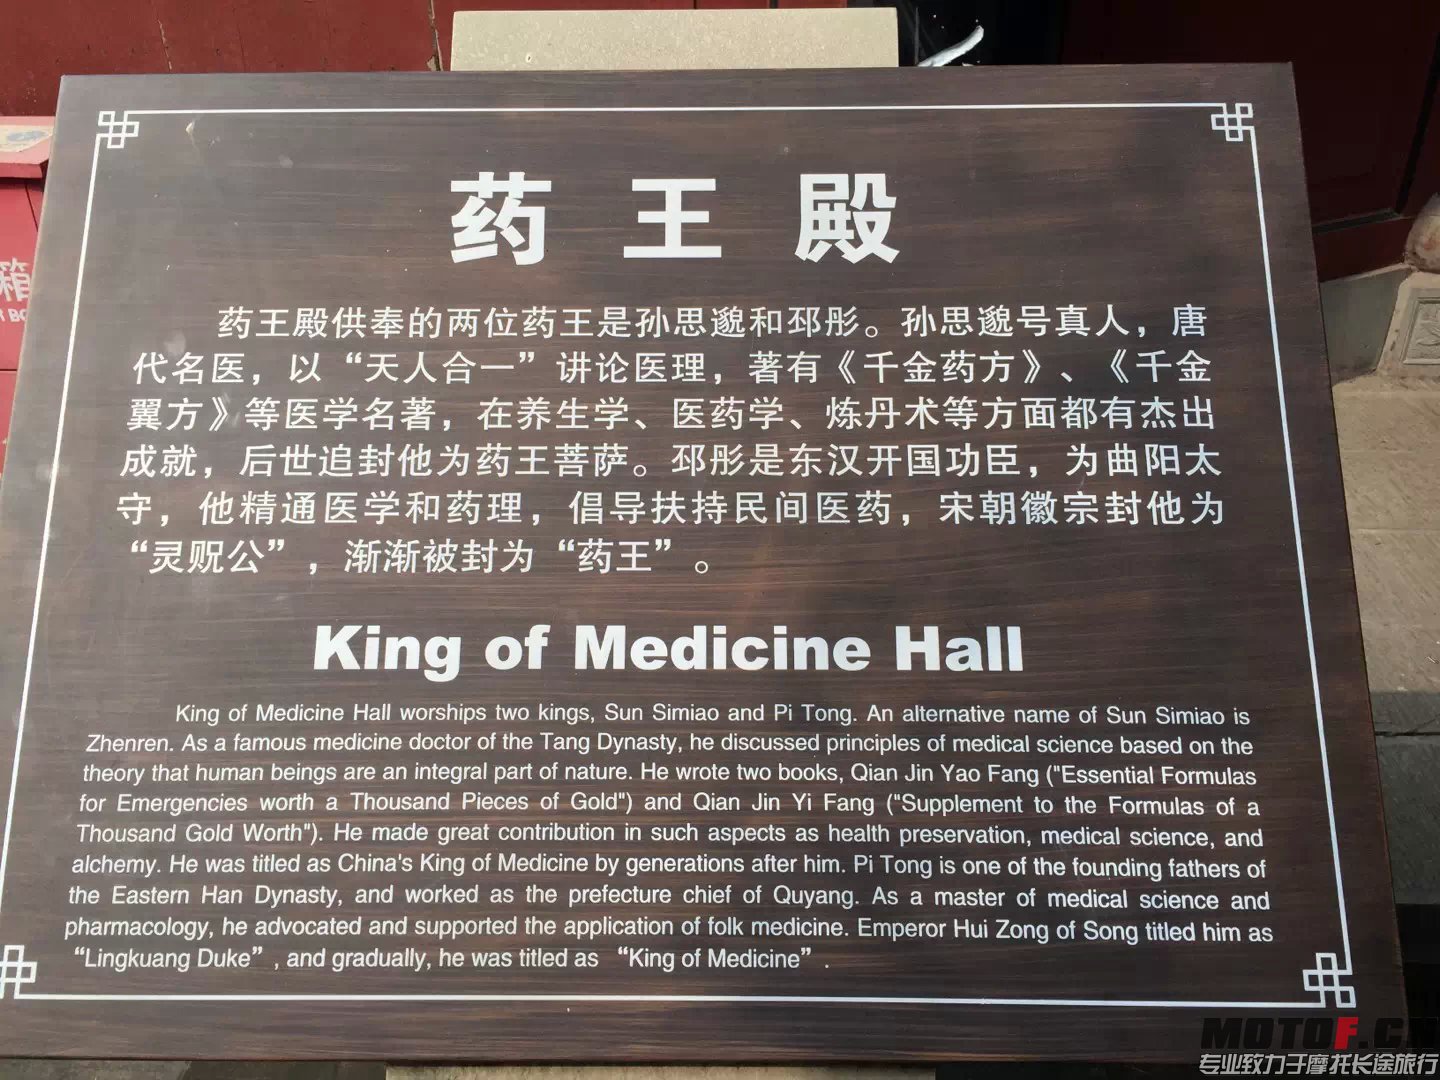 药王殿
药王殿供奉的两位药王是孙思邈和邳彤。孙思邈号真人，唐
代名医，以“天人合一”讲论医理，著有《千金药方》、《千金
翼方》等医学名著，在养生学、医药学、炼丹术等方面都有杰出
成就，后世追封他为药王菩萨。邳彤是东汉开国功臣，为曲阳太
守，他精通医学和药理，倡导扶持民间医药，宋朝徽宗封他为
“灵贶公”，渐渐被封为“药王”。
King of Medicine Hall
King of Medicine Hall worships two kings, Sun Simiao and Pi Tong. An alternative name of Sun Simiao is
Zhenren. As a famous medicine doctor of the Tang Dynasty, he discussed principles of medical science based on the
theory that human beings are an integral part of nature. He wrote two books, Qian Jin Yao Fang ("Essential Formulas
for Emergencies worth a Thousand Pieces of Gold") and Qian Jin Yi Fang ("Supplement to the Formulas of a
Thousand Gold Worth"). He made great contribution in such aspects as health preservation, medical science, and
alchemy. He was titled as China's King of Medicine by generations after him. Pi Tong is one of the founding fathers of
the Eastern Han Dynasty, and worked as the prefecture chief of Quyang. As a master of medical science and
pharmacology, he advocated and supported the application of folk medicine. Emperor Hui Zong of Song titled him as
“Lingkuang Duke”, and gradually, he was titled as “King of Medicine”.
箱
MOTOF.CN
专业致力于摩托长途旅行